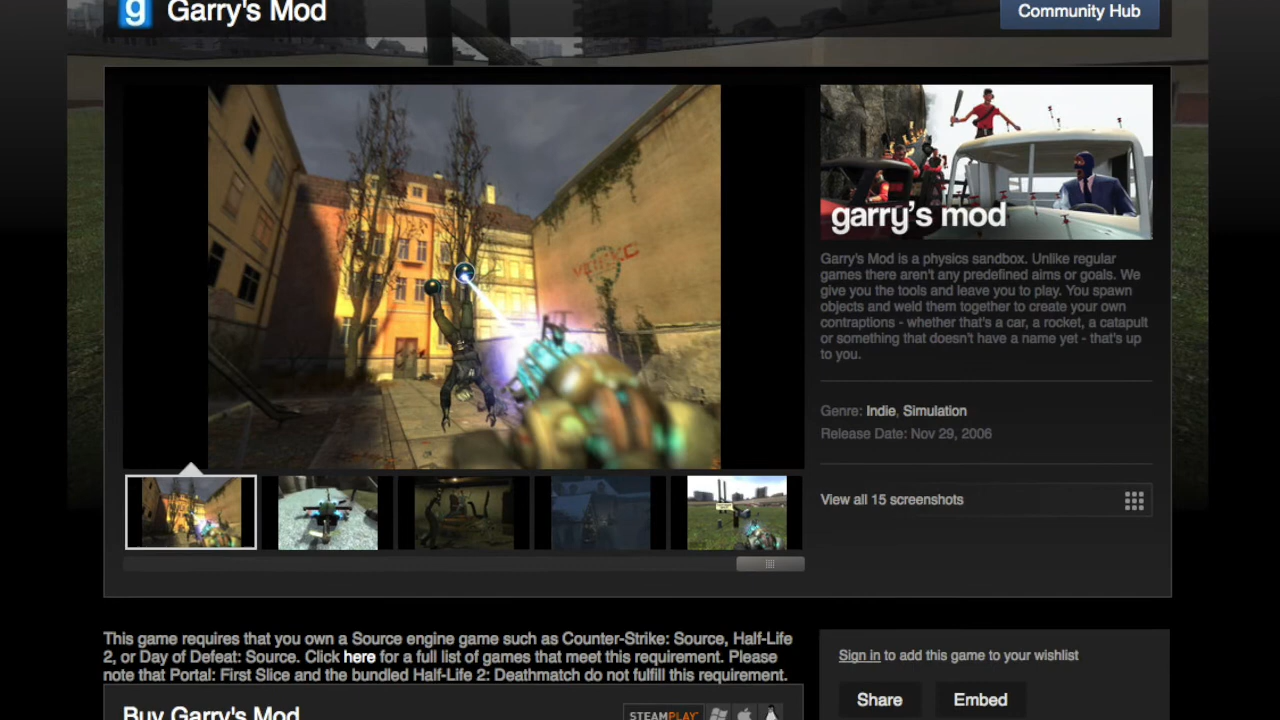 g Garry's Mod
Community Hub
garry's mod
Garry's Mod is a physics sandbox. Unlike regular
games there aren't any predefined aims or goals. We
give you the tools and leave you to play. You spawn
objects and weld them together to create your own
contraptions - whether that's a car, a rocket, a catapult
or something that doesn't have a name yet - that's up
to you.
Genre: Indie, Simulation
Release Date: Nov 29, 2006
View all 15 screenshots
This game requires that you own a Source engine game such as Counter-Strike: Source, Half-Life
2, or Day of Defeat: Source. Click here for a full list of games that meet this requirement. Please
note that Portal: First Slice and the bundled Half-Life 2: Deathmatch do not fulfill this requirement.
Sign in to add this game to your wishlist
Share
Embed
Buy Garry's Mod
STEAMPLAY